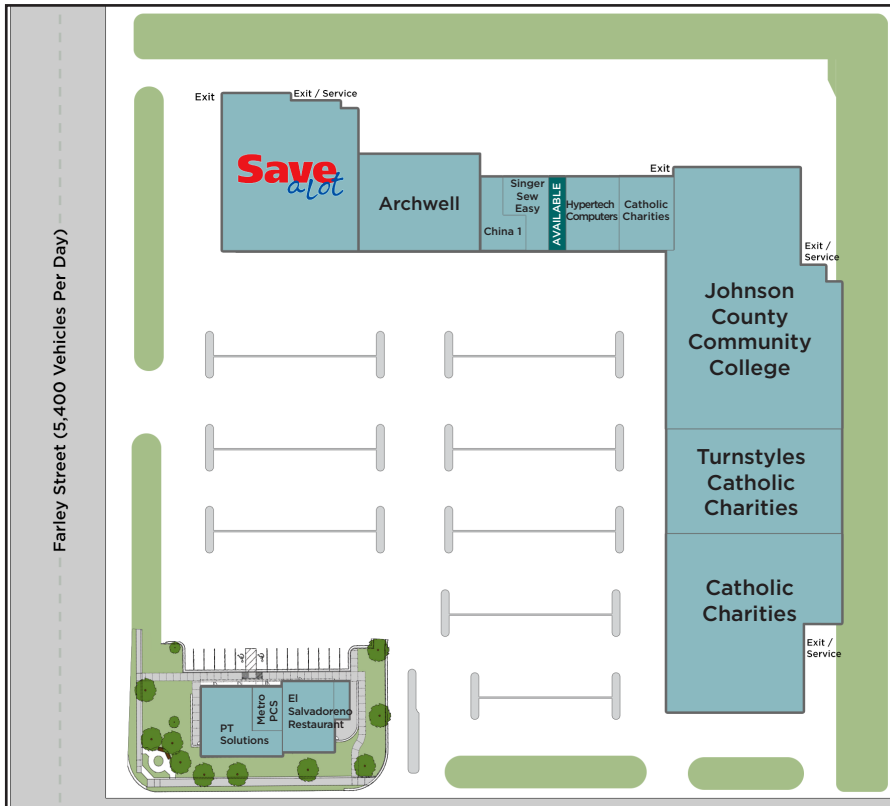 Farley Street (5,400 Vehicles Per Day)
Exit
Exit / Service
Save
a lot
Archwell
China 1
Singer
Sew
Easy
AVAILABLE
Hypertech
Computers
Catholic
Charities
Exit
Exit /
Service
Johnson
County
Community
College
Turnstyles
Catholic
Charities
Catholic
Charities
Exit /
Service
PT
Solutions
Metro
PCS
El
Salvadoreno
Restaurant